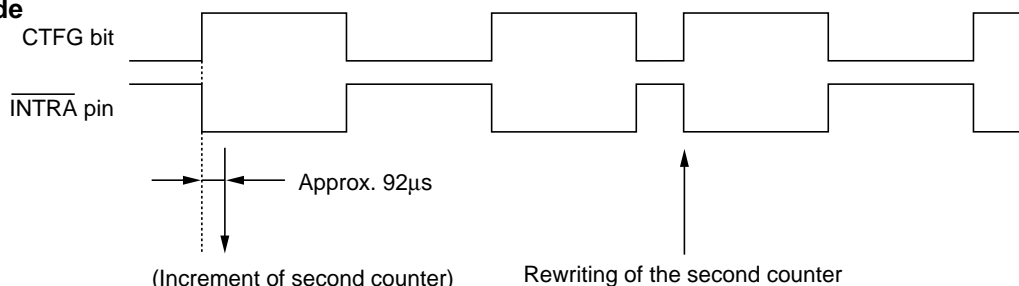 de
CTFG bit
INTRA pin
Approx. 92μs
(Increment of second counter)
Rewriting of the second counter